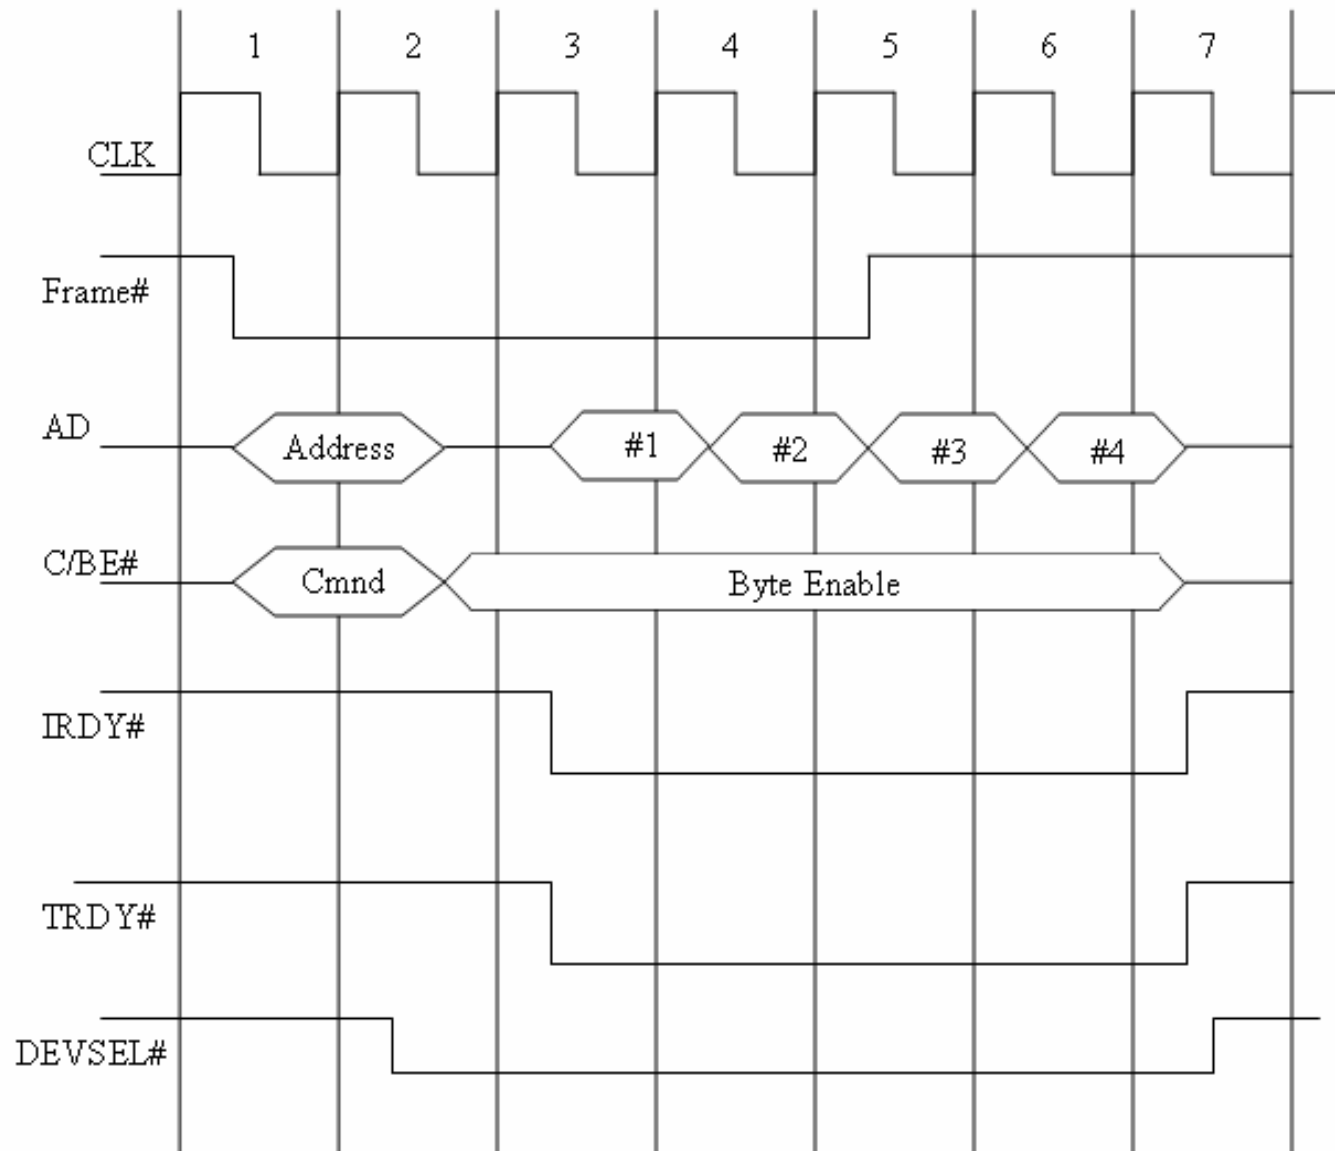 1 2 3 4 5 6 7
CLK
Frame#
AD Address #1 #2 #3 #4
C/BE# Cmnd Byte Enable
IRDY#
TRDY#
DEVSEL#